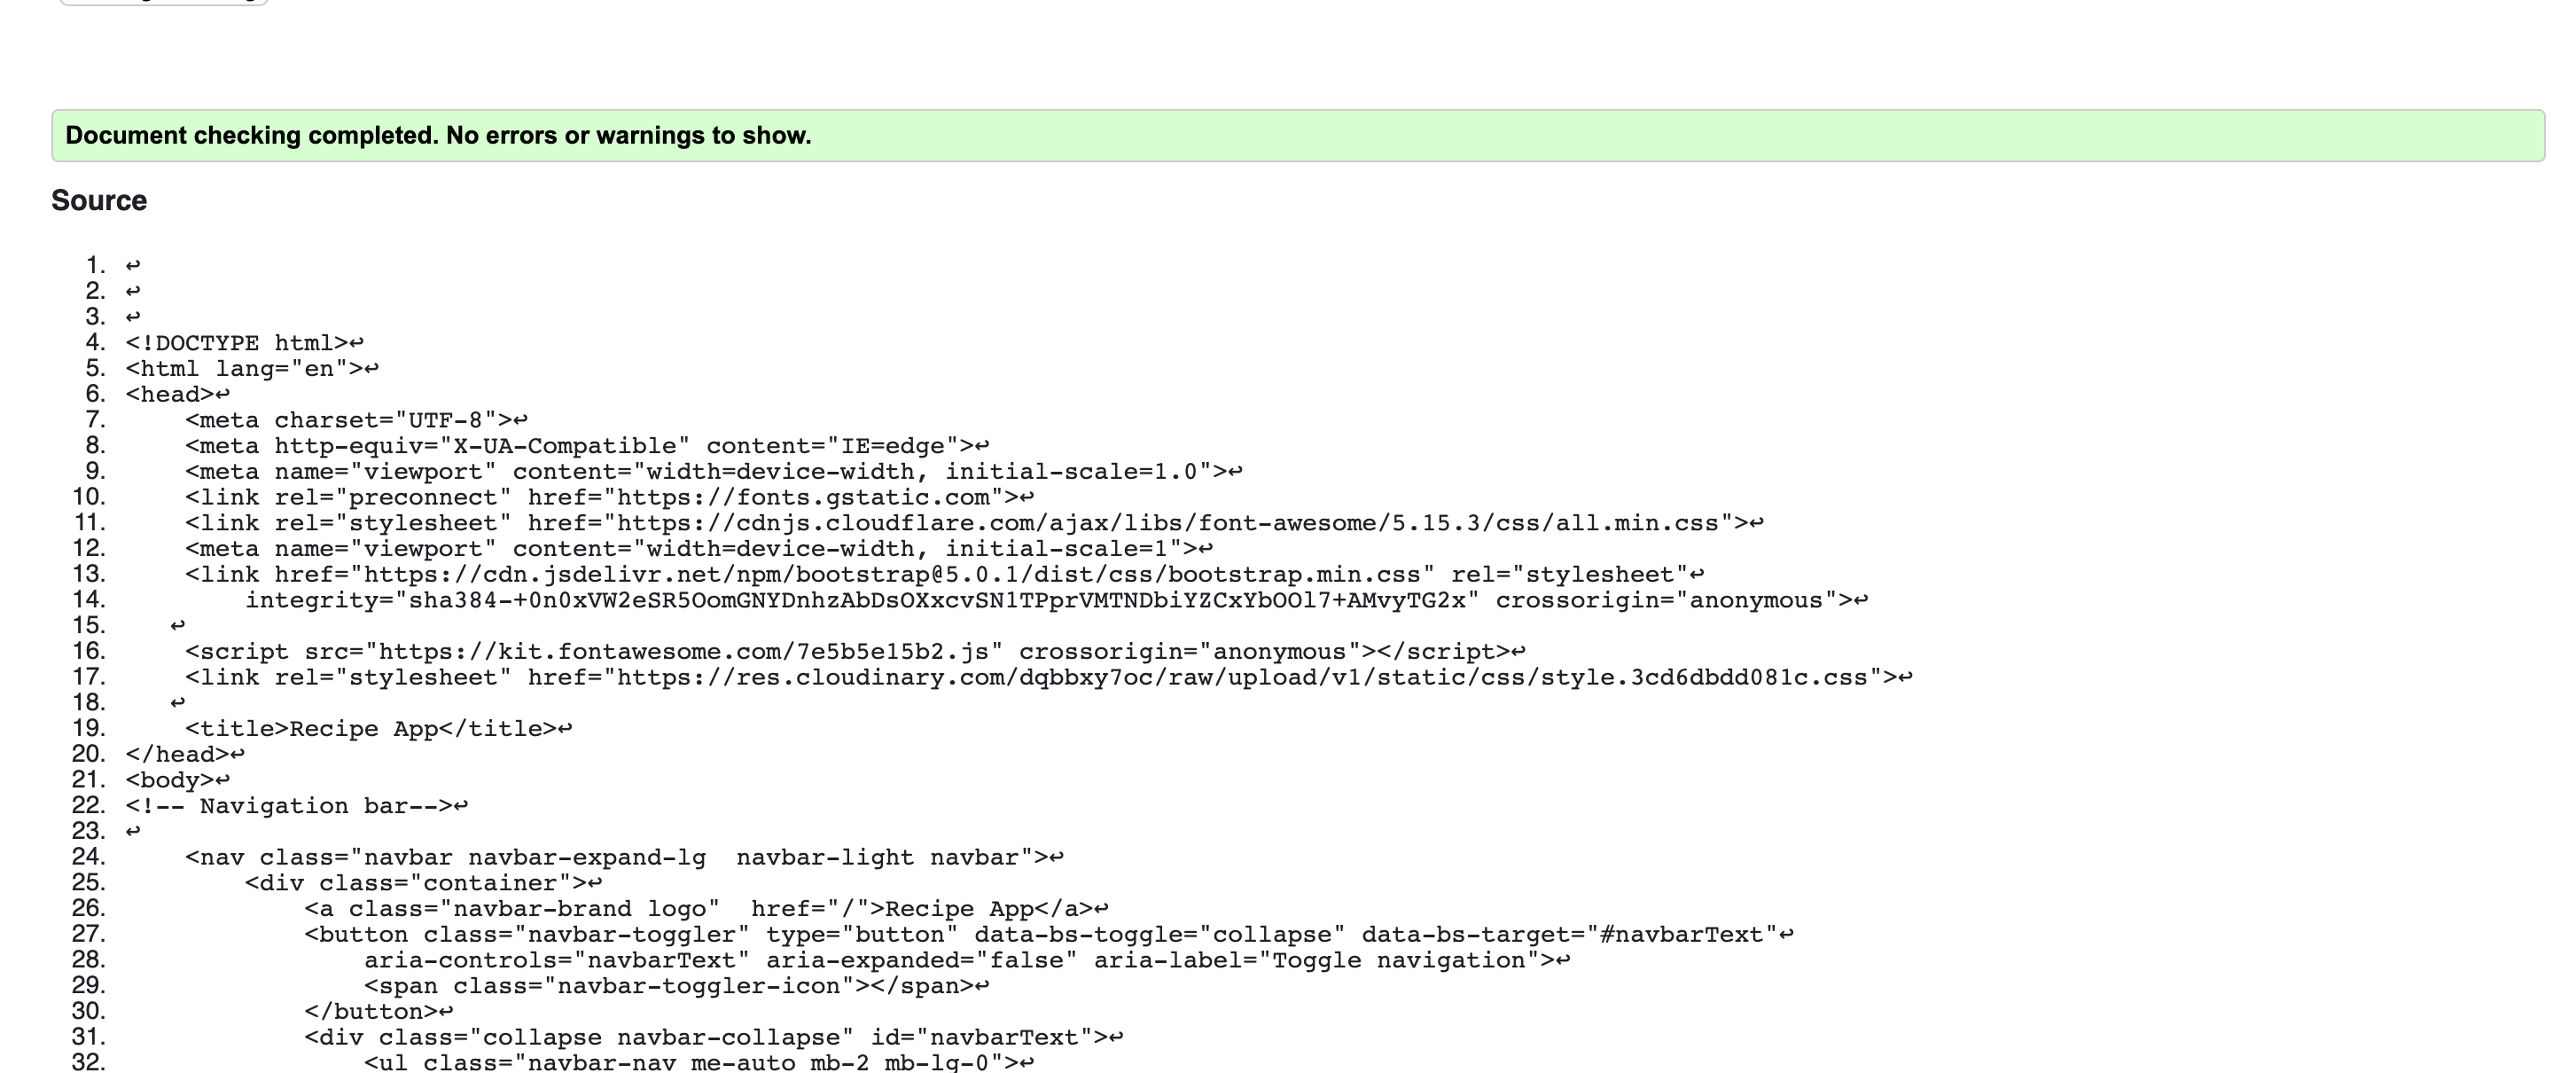 Document checking completed. No errors or warnings to show.
Source
1. ↩
2. ↩
3. ↩
4. <!DOCTYPE html>↩
5. <html lang="en">↩
6. <head>↩
7.     <meta charset="UTF-8">↩
8.     <meta http-equiv="X-UA-Compatible" content="IE=edge">↩
9.     <meta name="viewport" content="width=device-width, initial-scale=1.0">↩
10.     <link rel="preconnect" href="https://fonts.gstatic.com">↩
11.     <link rel="stylesheet" href="https://cdnjs.cloudflare.com/ajax/libs/font-awesome/5.15.3/css/all.min.css">↩
12.     <meta name="viewport" content="width=device-width, initial-scale=1">↩
13.     <link href="https://cdn.jsdelivr.net/npm/bootstrap@5.0.1/dist/css/bootstrap.min.css" rel="stylesheet"↩
14.         integrity="sha384-+0n0xVW2eSR5OomGNYDnhzAbDsOXxcvSN1TPprVMTNDbiYZCxYbOOl7+AMvyTG2x" crossorigin="anonymous">↩
15.    ↩
16.     <script src="https://kit.fontawesome.com/7e5b5e15b2.js" crossorigin="anonymous"></script>↩
17.     <link rel="stylesheet" href="https://res.cloudinary.com/dqbbxy7oc/raw/upload/v1/static/css/style.3cd6dbdd081c.css">↩
18.    ↩
19.     <title>Recipe App</title>↩
20. </head>↩
21. <body>↩
22. <!-- Navigation bar-->↩
23. ↩
24.     <nav class="navbar navbar-expand-lg  navbar-light navbar">↩
25.         <div class="container">↩
26.             <a class="navbar-brand logo"  href="/">Recipe App</a>↩
27.             <button class="navbar-toggler" type="button" data-bs-toggle="collapse" data-bs-target="#navbarText"↩
28.                 aria-controls="navbarText" aria-expanded="false" aria-label="Toggle navigation">↩
29.                 <span class="navbar-toggler-icon"></span>↩
30.             </button>↩
31.             <div class="collapse navbar-collapse" id="navbarText">↩
32.                 <ul class="navbar-nav me-auto mb-2 mb-lg-0">↩